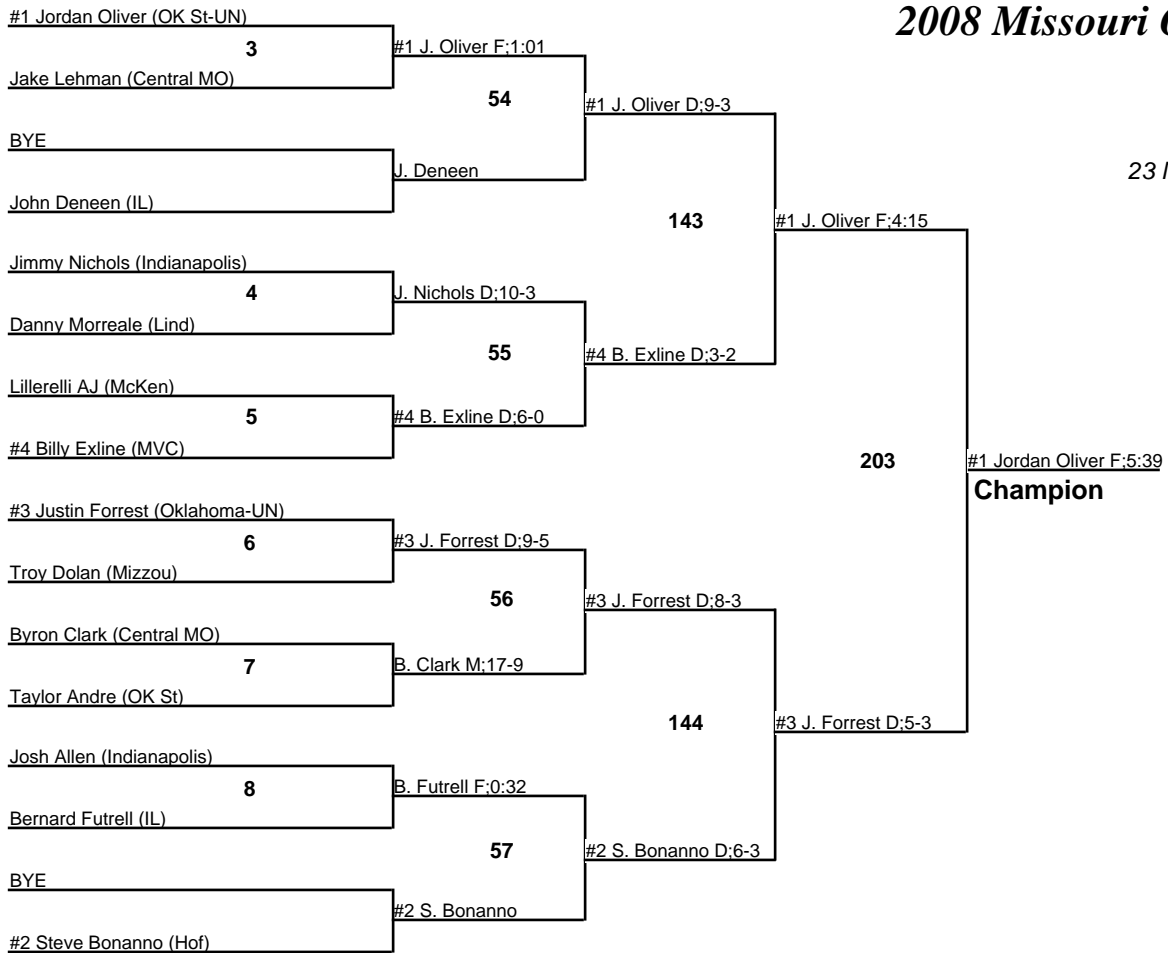 2008 Missouri
23
#1 Jordan Oliver (OK St-UN)
3
Jake Lehman (Central MO)
BYE
John Deneen (IL)
Jimmy Nichols (Indianapolis)
4
Danny Morreale (Lind)
Lillerelli AJ (McKen)
5
#4 Billy Exline (MVC)
#3 Justin Forrest (Oklahoma-UN)
6
Troy Dolan (Mizzou)
Byron Clark (Central MO)
7
Taylor Andre (OK St)
Josh Allen (Indianapolis)
8
Bernard Futrell (IL)
BYE
#2 Steve Bonanno (Hof)
#1 J. Oliver F;1:01
54
J. Deneen
J. Nichols D;10-3
55
#4 B. Exline D;6-0
#3 J. Forrest D;9-5
56
B. Clark M;17-9
B. Futrell F;0:32
57
#2 S. Bonanno
#1 J. Oliver D;9-3
143
#4 B. Exline D;3-2
#3 J. Forrest D;8-3
144
#2 S. Bonanno D;6-3
#1 J. Oliver F;4:15
203
#3 J. Forrest D;5-3
#1 Jordan Oliver F;5:39
Champion